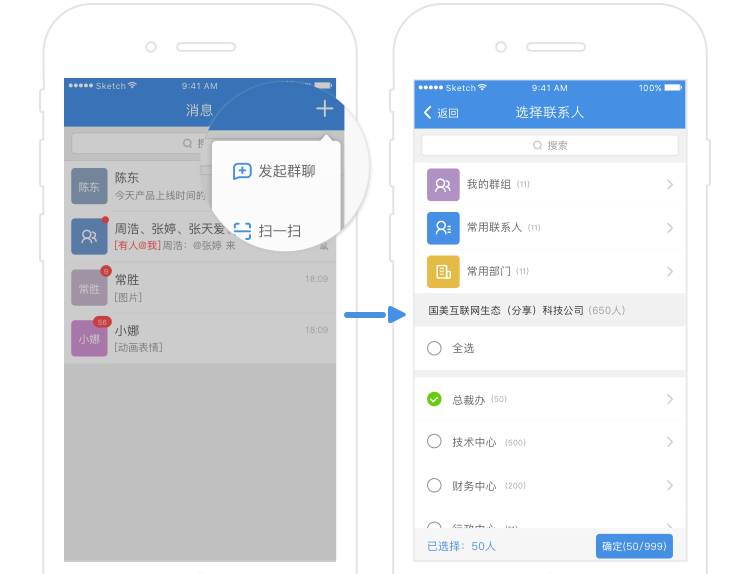 Sketch 9:41 AM
消息
陈东
陈东
今天产品上线时间的
周浩、张婷、张天爱、
[有人@我]周浩：@张婷 来
9
常胜
常胜
18:09
[图片]
56
小娜
小娜
18:09
[动画表情]
发起群聊
扫一扫
Sketch 9:41 AM 100%
返回 选择联系人
搜索
我的群组 (11)
常用联系人 (11)
常用部门 (11)
国美互联网生态（分享）科技公司 (650人)
全选
总裁办 (50)
技术中心 (500)
财务中心 (200)
行政中心
已选择：50人 确定(50/999)